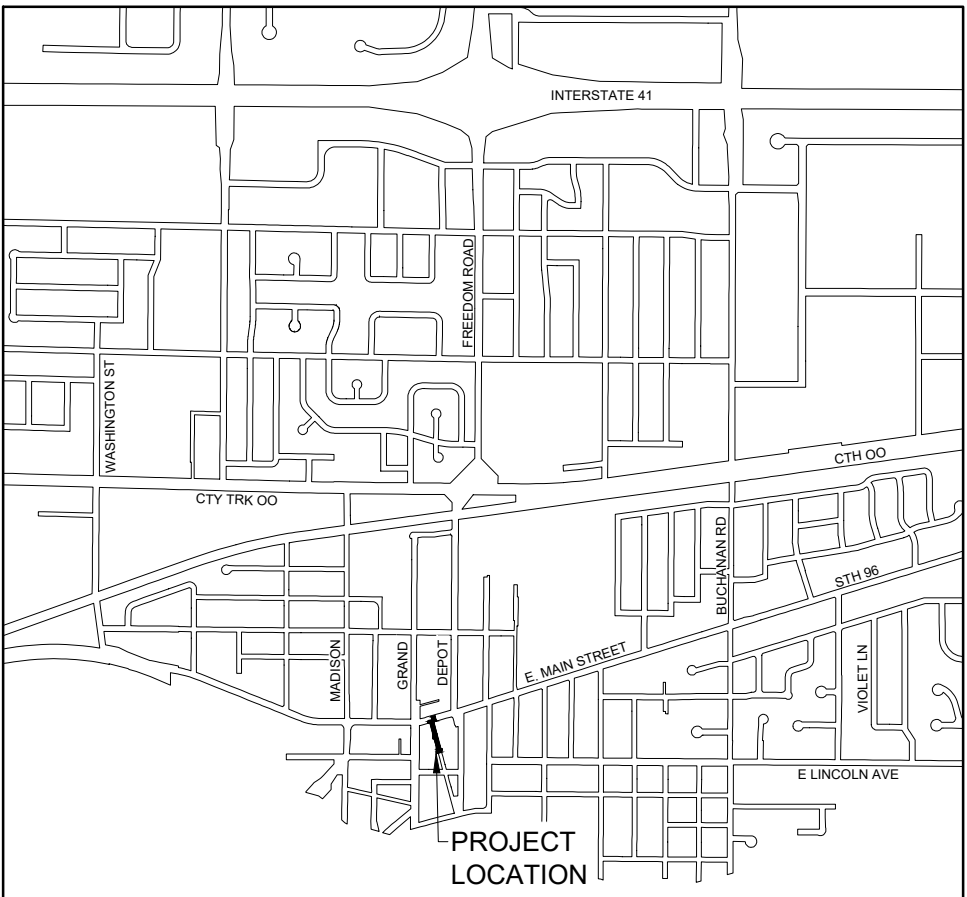 INTERSTATE 41
FREEDOM ROAD
WASHINGTON ST
CTH OO
CTY TRK OO
BUCHANAN RD
STH 96
E. MAIN STREET
MADISON
GRAND
DEPOT
VIOLET LN
E LINCOLN AVE
PROJECT
LOCATION